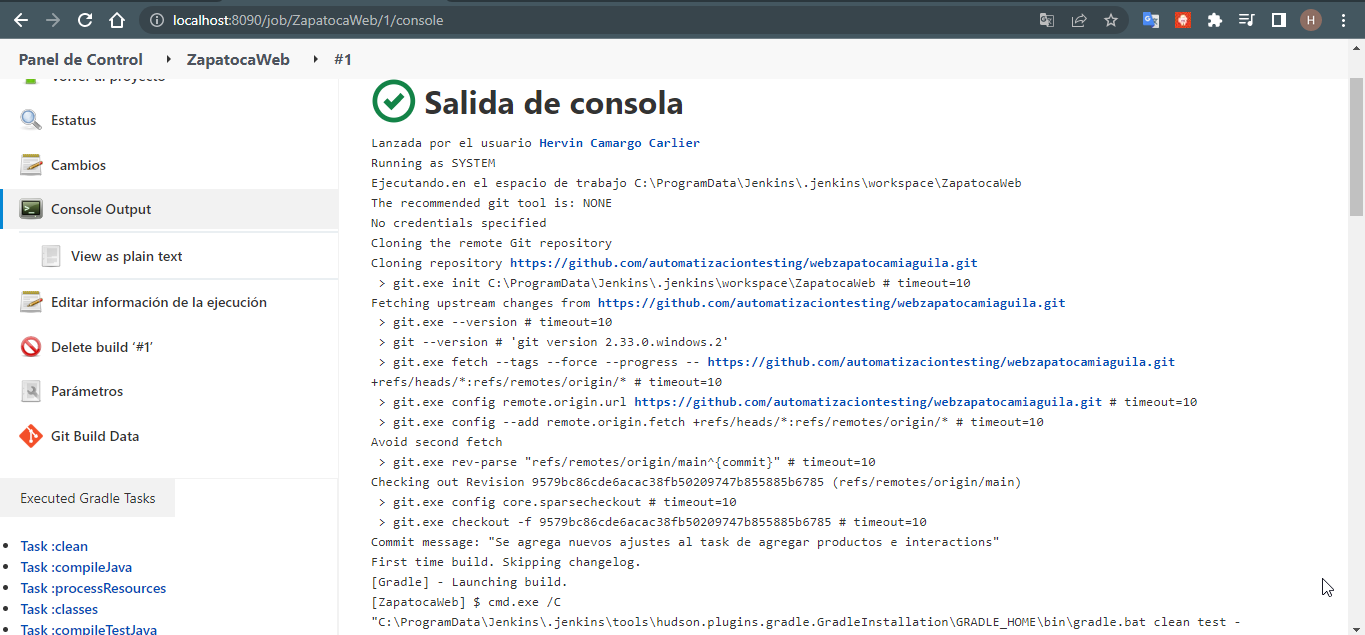 localhost:8090/job/ZapatocaWeb/1/console
H
Panel de Control
ZapatocaWeb
#1
Volver al proyecto
Estatus
Cambios
Console Output
View as plain text
Editar información de la ejecución
Delete build ‘#1’
Parámetros
Git Build Data
Executed Gradle Tasks
Task :clean
Task :compileJava
Task :processResources
Task :classes
Task :compileTestJava
Salida de consola
Lanzada por el usuario Hervin Camargo Carlier
Running as SYSTEM
Ejecutando.en el espacio de trabajo C:\ProgramData\Jenkins\.jenkins\workspace\ZapatocaWeb
The recommended git tool is: NONE
No credentials specified
Cloning the remote Git repository
Cloning repository https://github.com/automatizaciontesting/webzapatocamiaguila.git
> git.exe init C:\ProgramData\Jenkins\.jenkins\workspace\ZapatocaWeb # timeout=10
Fetching upstream changes from https://github.com/automatizaciontesting/webzapatocamiaguila.git
> git.exe --version # timeout=10
> git --version # 'git version 2.33.0.windows.2'
> git.exe fetch --tags --force --progress -- https://github.com/automatizaciontesting/webzapatocamiaguila.git
+refs/heads/*:refs/remotes/origin/* # timeout=10
> git.exe config remote.origin.url https://github.com/automatizaciontesting/webzapatocamiaguila.git # timeout=10
> git.exe config --add remote.origin.fetch +refs/heads/*:refs/remotes/origin/* # timeout=10
Avoid second fetch
> git.exe rev-parse "refs/remotes/origin/main^{commit}" # timeout=10
Checking out Revision 9579bc86cde6acac38fb50209747b855885b6785 (refs/remotes/origin/main)
> git.exe config core.sparsecheckout # timeout=10
> git.exe checkout -f 9579bc86cde6acac38fb50209747b855885b6785 # timeout=10
Commit message: "Se agrega nuevos ajustes al task de agregar productos e interactions"
First time build. Skipping changelog.
[Gradle] - Launching build.
[ZapatocaWeb] $ cmd.exe /C
"C:\ProgramData\Jenkins\.jenkins\tools\hudson.plugins.gradle.GradleInstallation\GRADLE_HOME\bin\gradle.bat clean test -